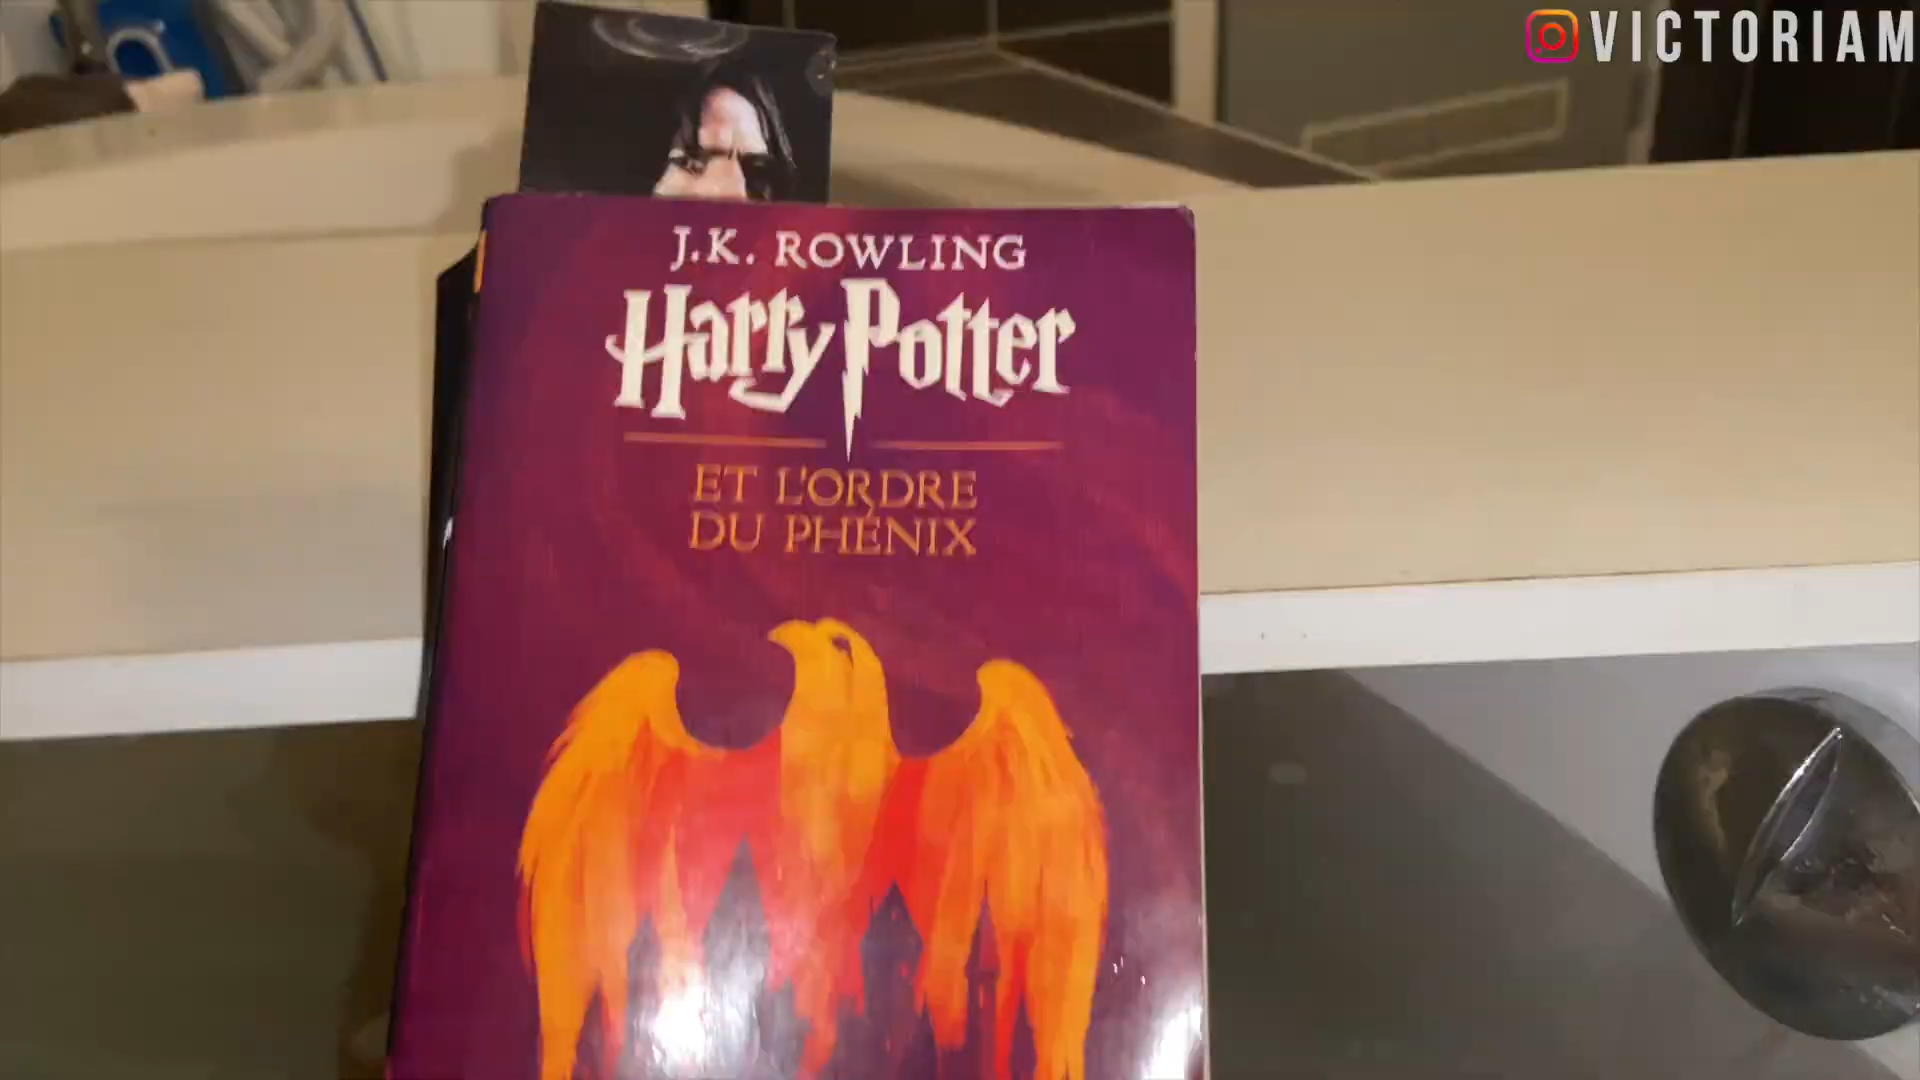 VICTORIAM
J.K. ROWLING
Harry Potter
ET L'ORDRE
DU PHÉNIX